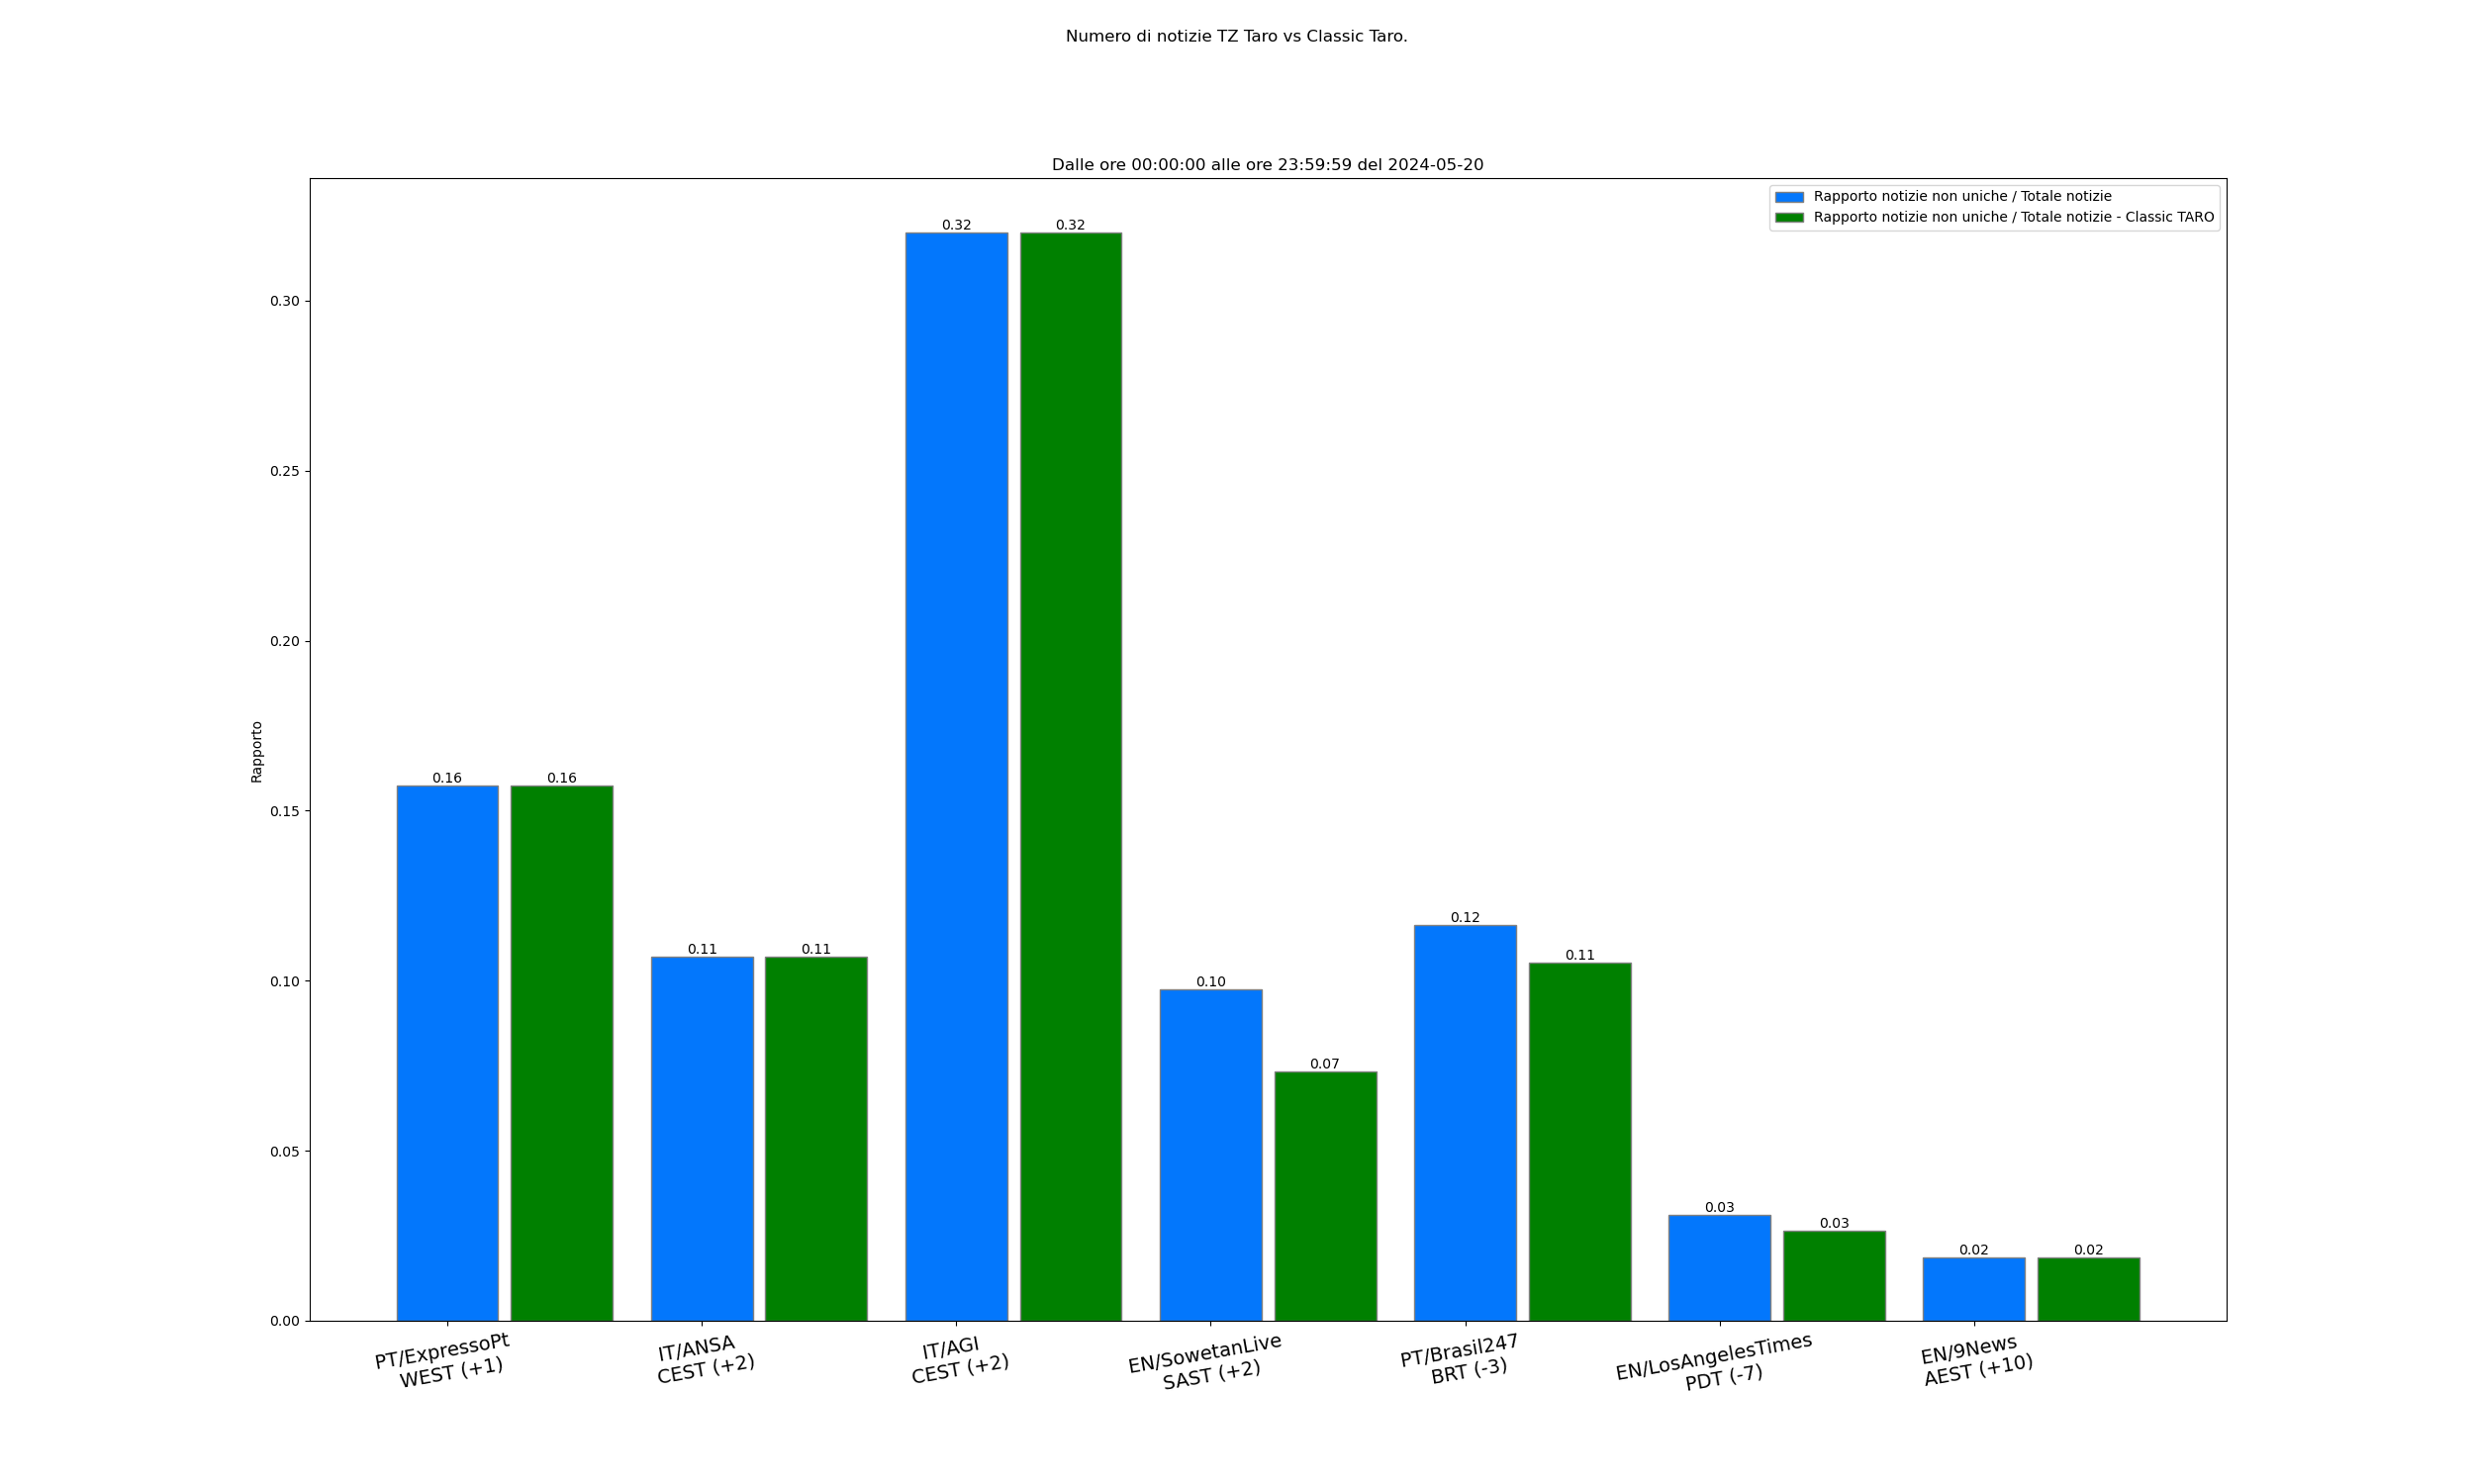 Numero di notizie TZ Taro vs Classic Taro.
Dalle ore 00:00:00 alle ore 23:59:59 del 2024-05-20
Rapporto notizie non uniche / Totale notizie
Rapporto notizie non uniche / Totale notizie - Classic TARO
Rapporto
0.30
0.25
0.20
0.15
0.10
0.05
0.00
0.16
0.16
0.11
0.11
0.32
0.32
0.10
0.07
0.12
0.11
0.03
0.03
0.02
0.02
PT/ExpressoPt
WEST (+1)
IT/ANSA
CEST (+2)
IT/AGI
CEST (+2)
EN/SowetanLive
SAST (+2)
PT/Brasil247
BRT (-3)
EN/LosAngelesTimes
PDT (-7)
EN/9News
AEST (+10)